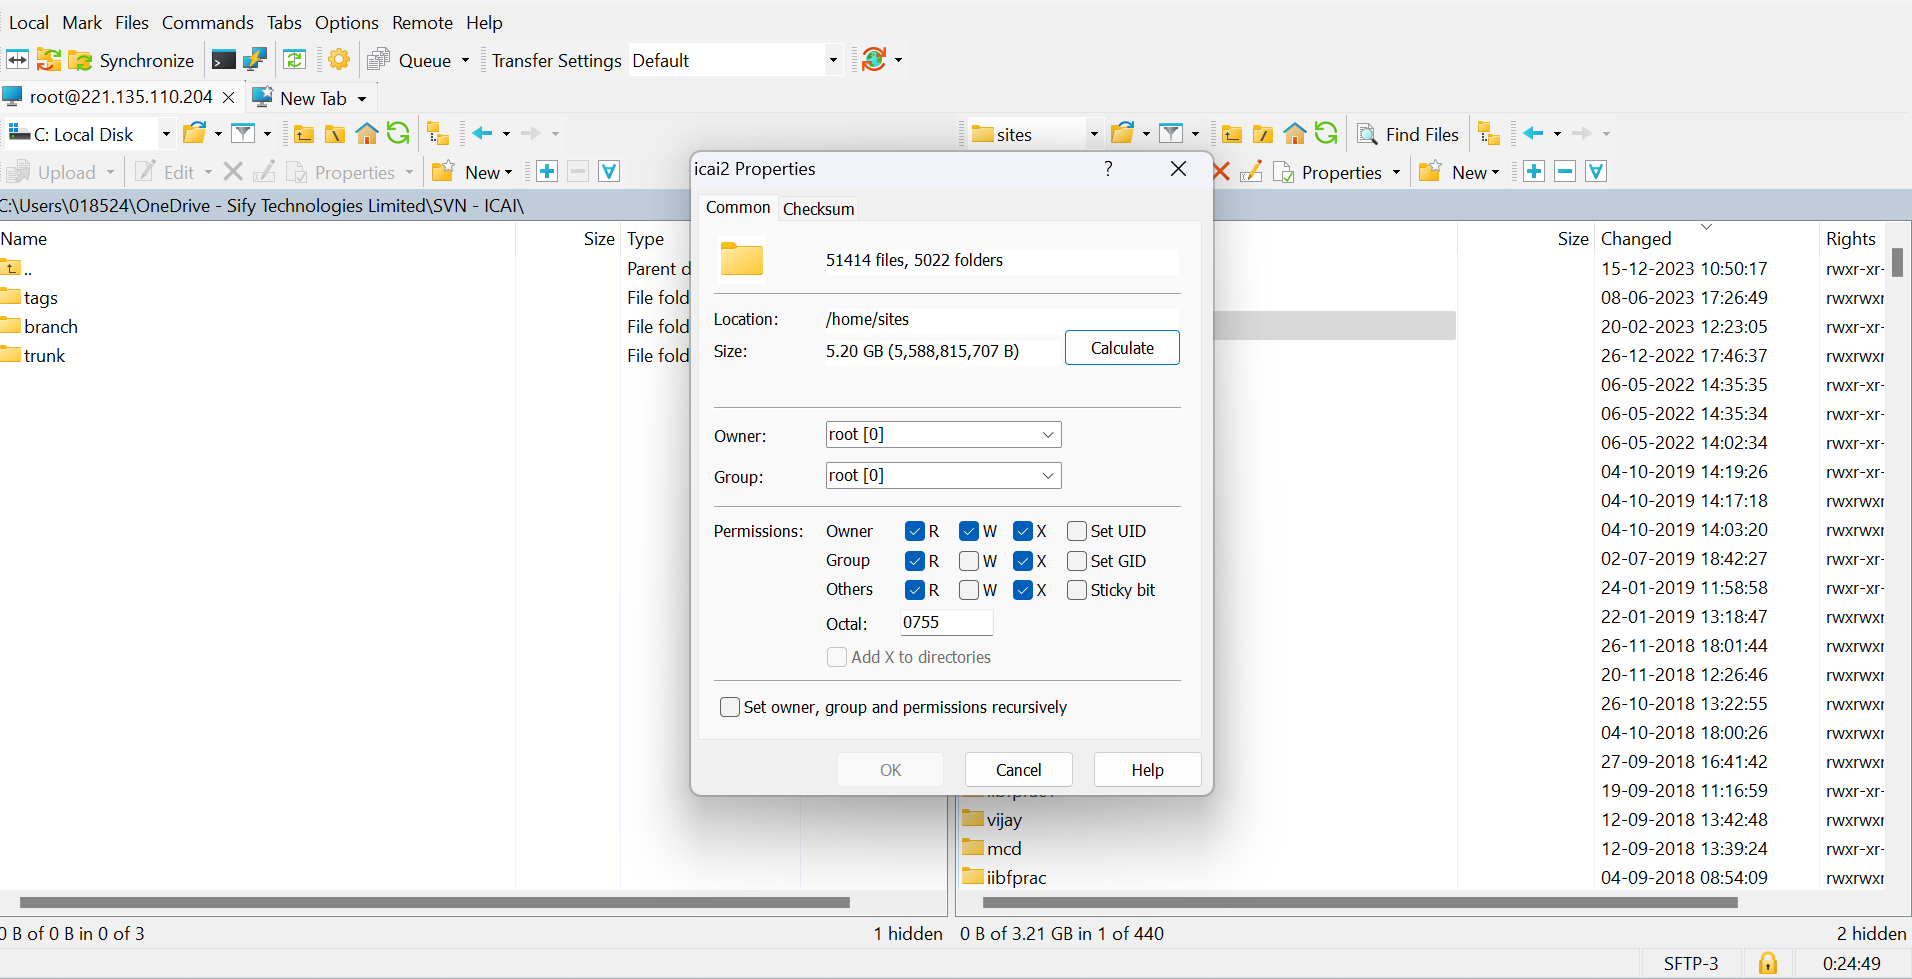 Local Mark Files Commands Tabs Options Remote Help
Synchronize Queue Transfer Settings Default
root@221.135.110.204 New Tab
C: Local Disk
Upload Edit Properties New
C:\Users\018524\OneDrive - Sify Technologies Limited\SVN - ICAI\
Name Size Type
.. Parent d
tags File fold
branch File fold
trunk File fold
0 B of 0 B in 0 of 3 1 hidden
icai2 Properties ?
Common Checksum
51414 files, 5022 folders
Location: /home/sites
Size: 5.20 GB (5,588,815,707 B) Calculate
Owner: root [0]
Group: root [0]
Permissions: Owner R W X Set UID
Group R W X Set GID
Others R W X Sticky bit
Octal: 0755
Add X to directories
Set owner, group and permissions recursively
OK Cancel Help
sites Find Files
Properties New
Size Changed Rights
15-12-2023 10:50:17 rwxr-xr-
08-06-2023 17:26:49 rwxrwxr
20-02-2023 12:23:05 rwxr-xr-
26-12-2022 17:46:37 rwxrwxr
06-05-2022 14:35:35 rwxr-xr-
06-05-2022 14:35:34 rwxr-xr-
06-05-2022 14:02:34 rwxr-xr-
04-10-2019 14:19:26 rwxr-xr-
04-10-2019 14:17:18 rwxrwxr
04-10-2019 14:03:20 rwxrwxr
02-07-2019 18:42:27 rwxr-xr-
24-01-2019 11:58:58 rwxr-xr-
22-01-2019 13:18:47 rwxrwxr
26-11-2018 18:01:44 rwxrwxr
20-11-2018 12:26:46 rwxrwxr
26-10-2018 13:22:55 rwxrwxr
04-10-2018 18:00:26 rwxrwxr
27-09-2018 16:41:42 rwxrwxr
19-09-2018 11:16:59 rwxr-xr-
vijay 12-09-2018 13:42:48 rwxrwxr
mcd 12-09-2018 13:39:24 rwxr-xr-
iibfprac 04-09-2018 08:54:09 rwxrwxr
0 B of 3.21 GB in 1 of 440 2 hidden
SFTP-3 0:24:49